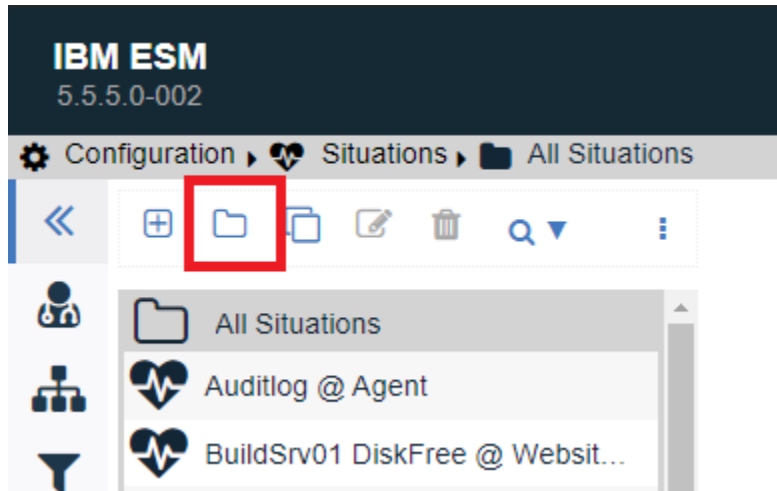 IBM ESM
5.5.5.0-002
Configuration Situations All Situations
All Situations
Auditlog @ Agent
BuildSrv01 DiskFree @ Websit...